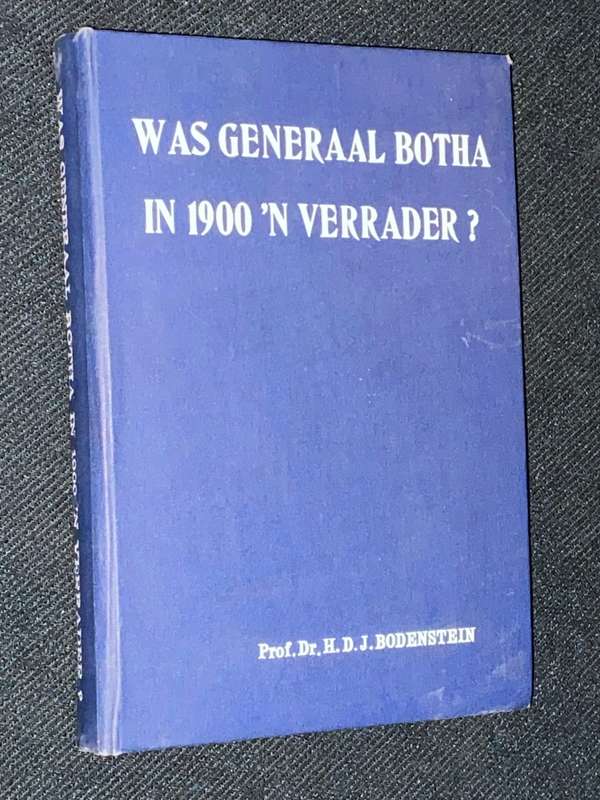 WAS GENERAAL BOTHA
IN 1900 'N VERRADER ?
Prof. Dr. H. D. J. BODENSTEIN
WAS GENERAAL BOTHA IN 1900 'N VERRADER ?